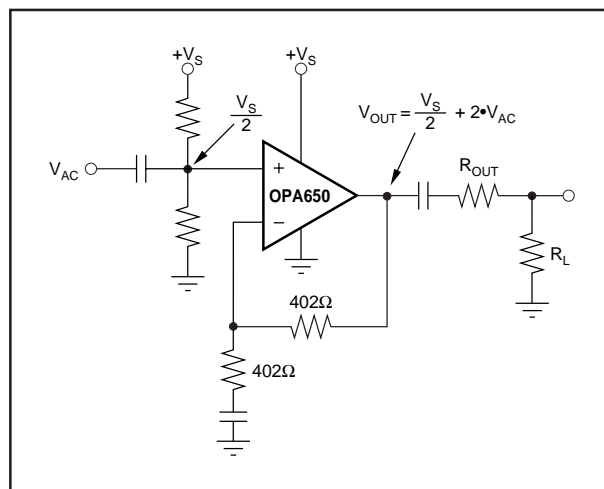 +V_S
+V_S
V_S/2
V_OUT = V_S/2 + 2•V_AC
V_AC
+
OPA650
–
R_OUT
R_L
402Ω
402Ω